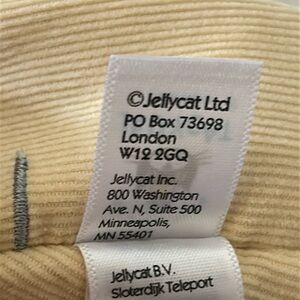 ©Jellycat Ltd
PO Box 73698
London
W12 2GQ
Jellycat Inc.
800 Washington
Ave. N, Suite 500
Minneapolis,
MN 55401
Jellycat B.V.
Sloterdijk Teleport